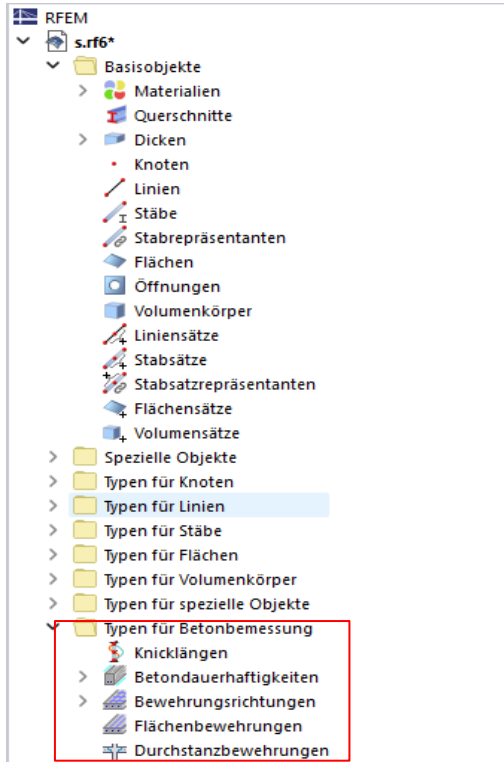 RFEM
s.rf6*
Basisobjekte
Materialien
Querschnitte
Dicken
Knoten
Linien
Stäbe
Stabrepräsentanten
Flächen
Öffnungen
Volumenkörper
Liniensätze
Stabsätze
Stabsatzrepräsentanten
Flächensätze
Volumensätze
Spezielle Objekte
Typen für Knoten
Typen für Linien
Typen für Stäbe
Typen für Flächen
Typen für Volumenkörper
Typen für spezielle Objekte
Typen für Betonbemessung
Knicklängen
Betondauerhaftigkeiten
Bewehrungsrichtungen
Flächenbewehrungen
Durchstanzbewehrungen